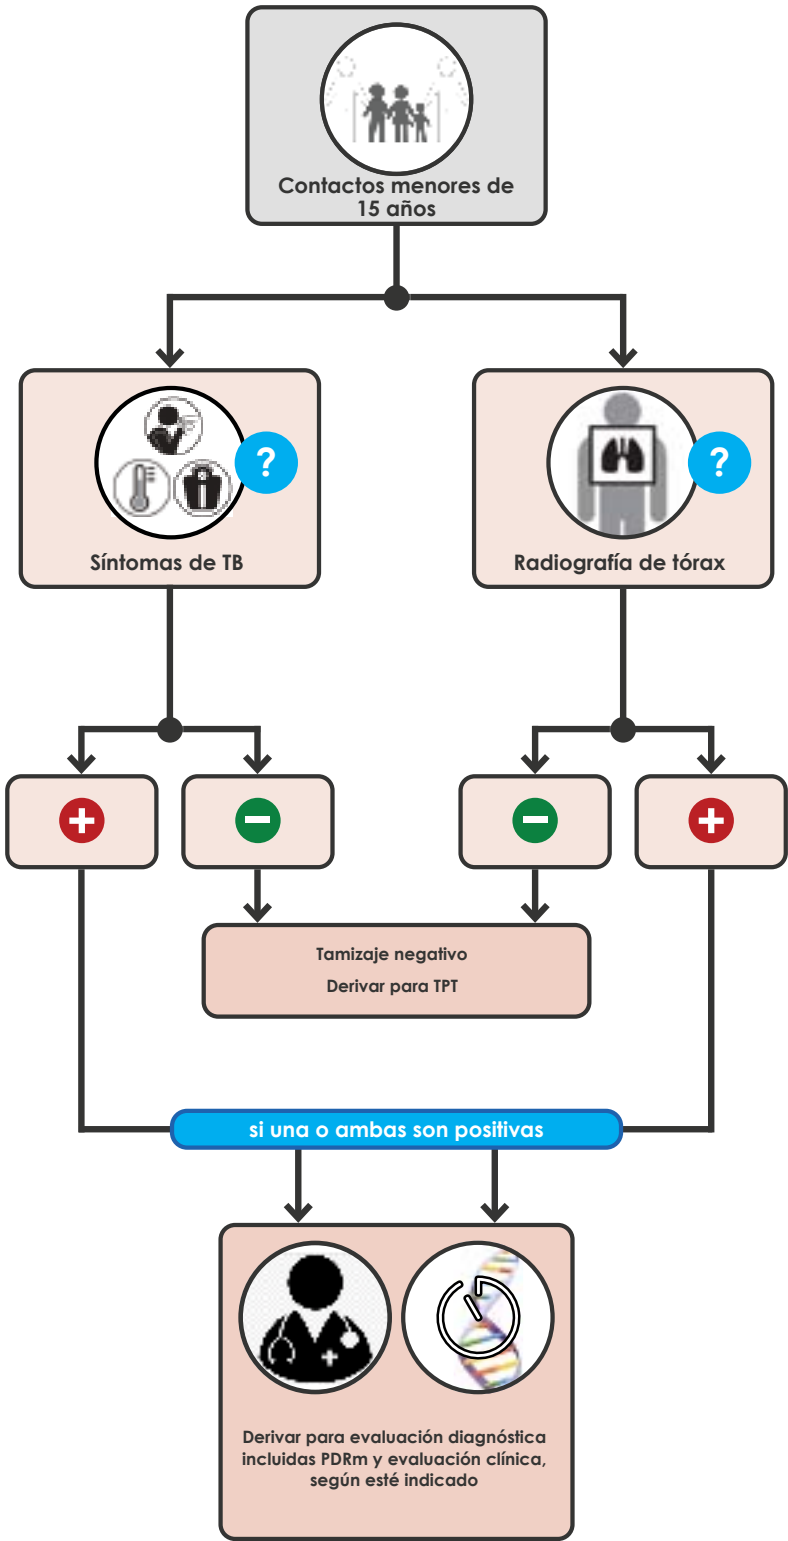 Contactos menores de
15 años
?
?
Síntomas de TB
Radiografía de tórax
Tamizaje negativo
Derivar para TPT
si una o ambas son positivas
Derivar para evaluación diagnóstica
incluidas PDRm y evaluación clínica,
según esté indicado